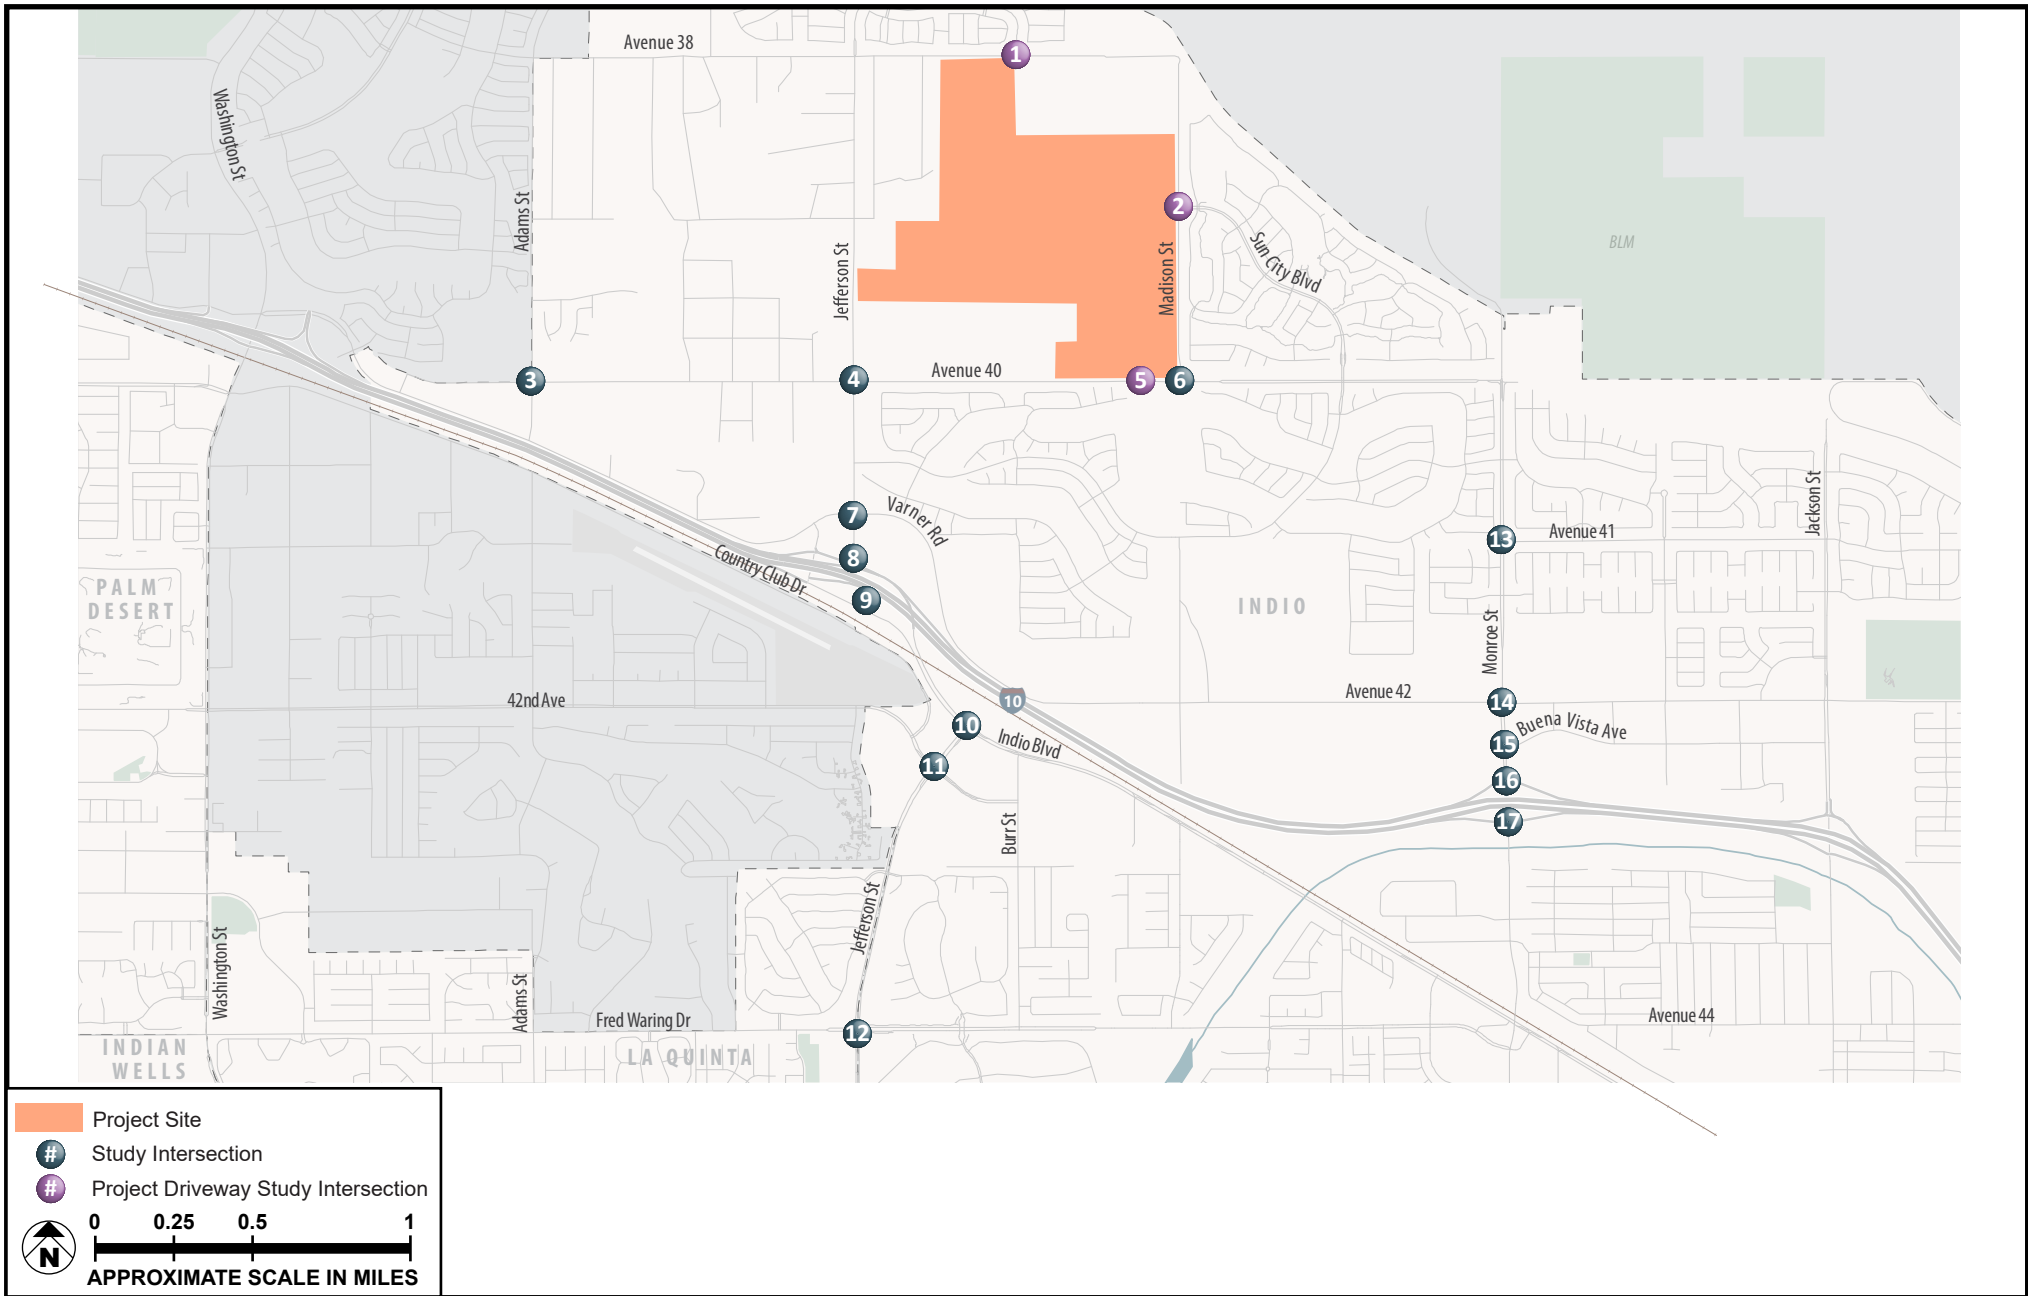 Avenue 38
1
Washington St
Adams St
2
Jefferson St
Madison St
Sun City Blvd
BLM
3
4
Avenue 40
5
6
Jackson St
7
Varner Rd
13
Avenue 41
8
Country Club Dr
9
PALM
DESERT
INDIO
Monroe St
42nd Ave
10
Avenue 42
14
10
Indio Blvd
Buena Vista Ave
15
11
16
17
Burr St
Jefferson St
Washington St
Adams St
Fred Waring Dr
12
Avenue 44
INDIAN
WELLS
LA QUINTA
Project Site
# Study Intersection
# Project Driveway Study Intersection
0 0.25 0.5 1
N
APPROXIMATE SCALE IN MILES